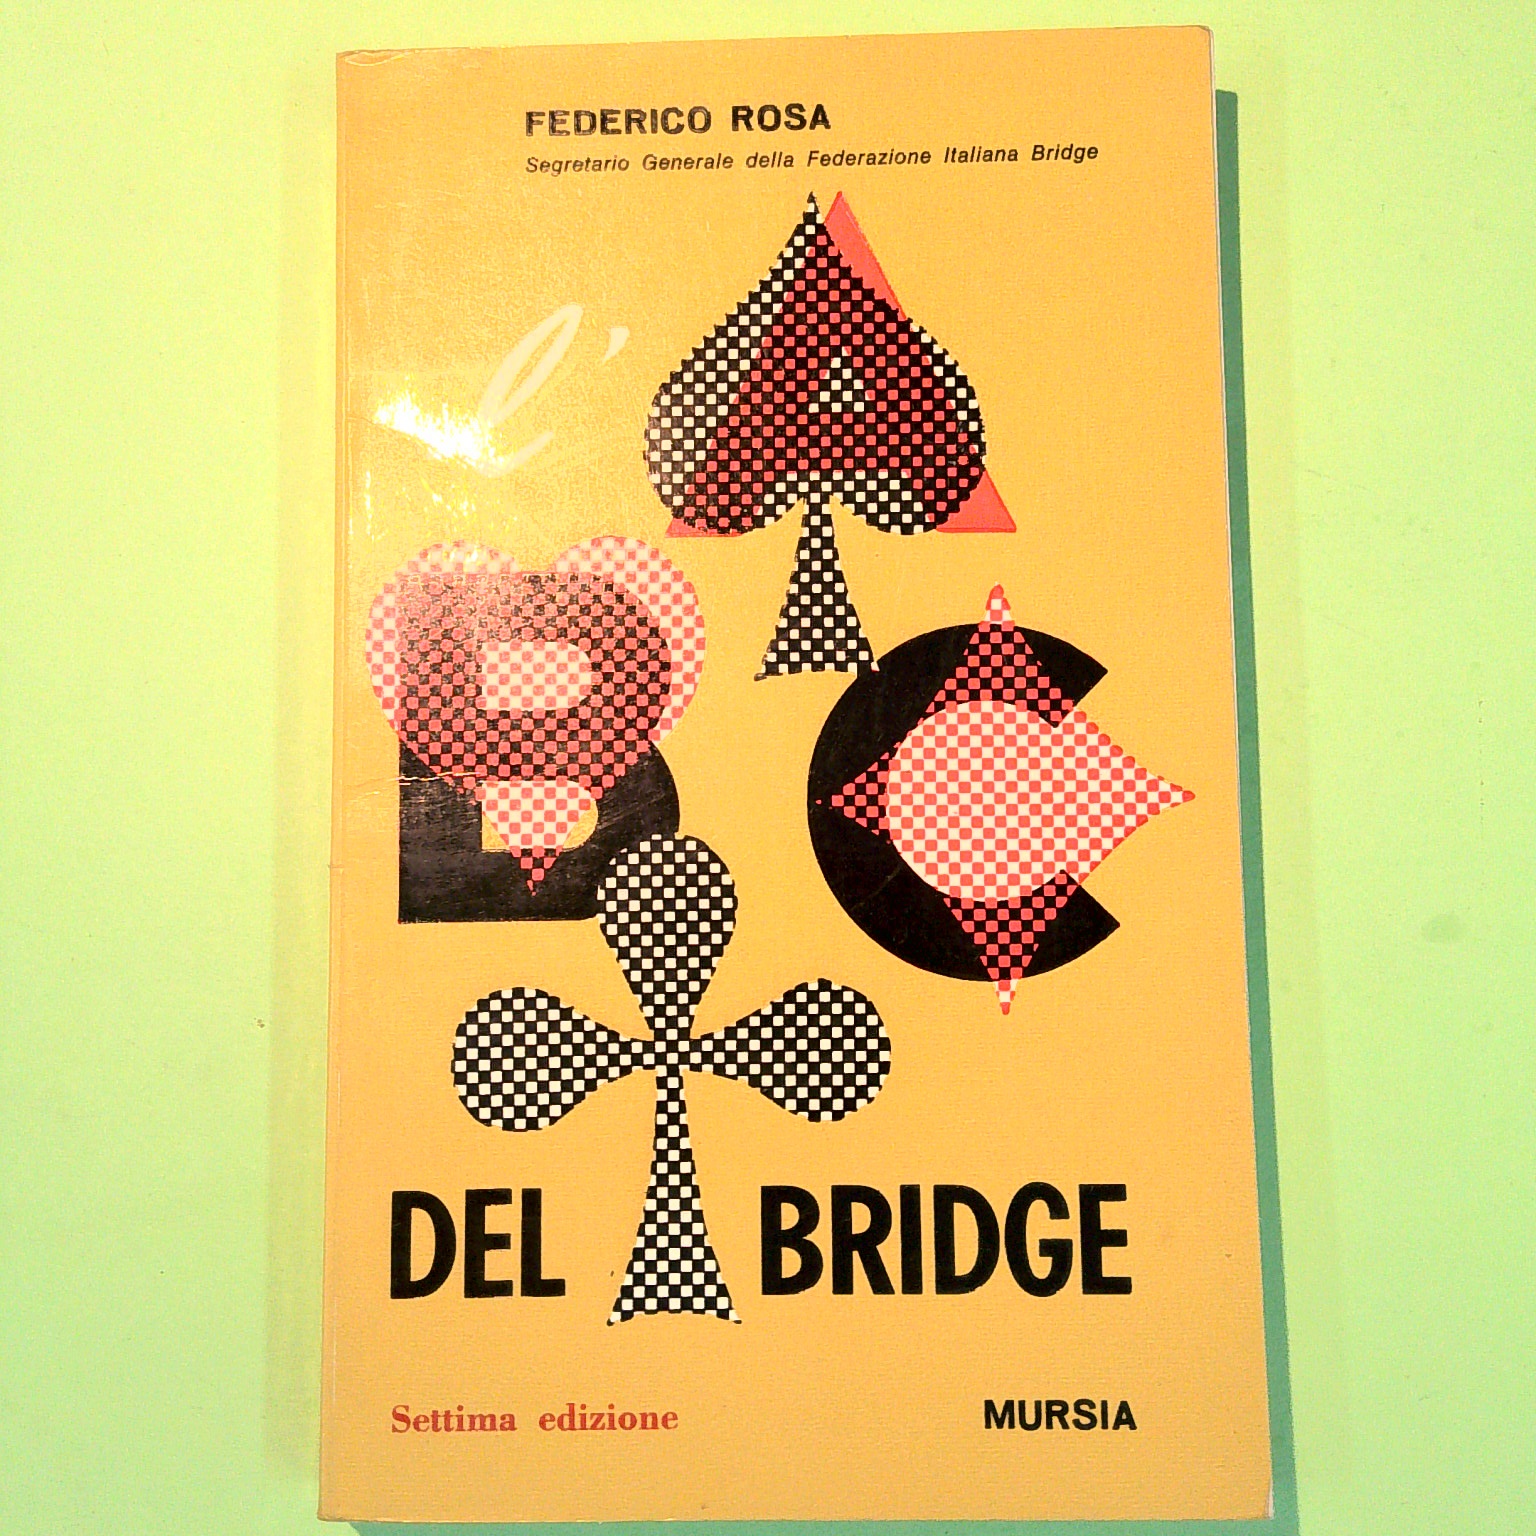 FEDERICO ROSA
Segretario Generale della Federazione Italiana Bridge
l'
A
B C
DEL BRIDGE
Settima edizione
MURSIA